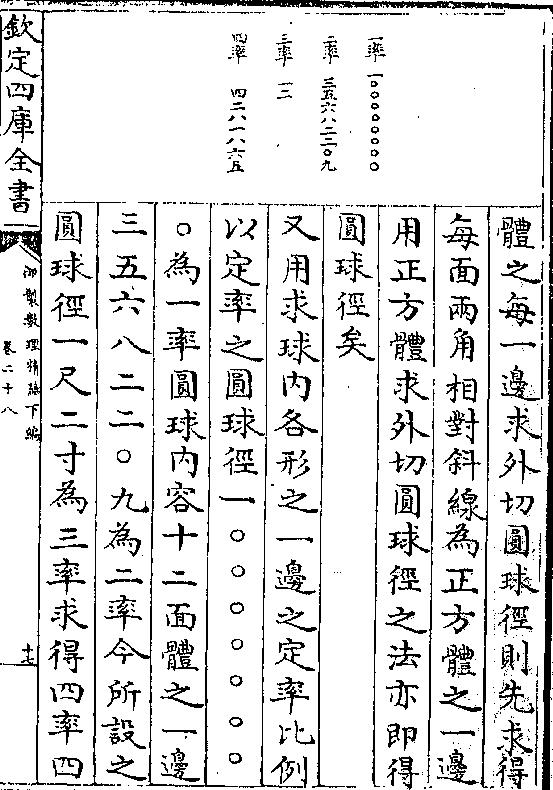 一率 一〇〇〇〇〇〇〇〇
二率 三五六八二二〇九
三率 一二
四率 四二八一八六五
體之每一邊求外切圓球徑則先求得
每面兩角相對斜線為正方體之一邊
用正方體求外切圓球徑之法亦即得
圓球徑矣
又用求球内各形之一邊之定率比例
以定率之圓球徑一〇〇〇〇〇〇〇
〇為一率圓球内容十二面體之一邊
三五六八二二〇九為二率今所設之
圓球徑一尺二寸為三率求得四率四
欽定四庫全書
御製數理精蘊下編
卷二十八
十七